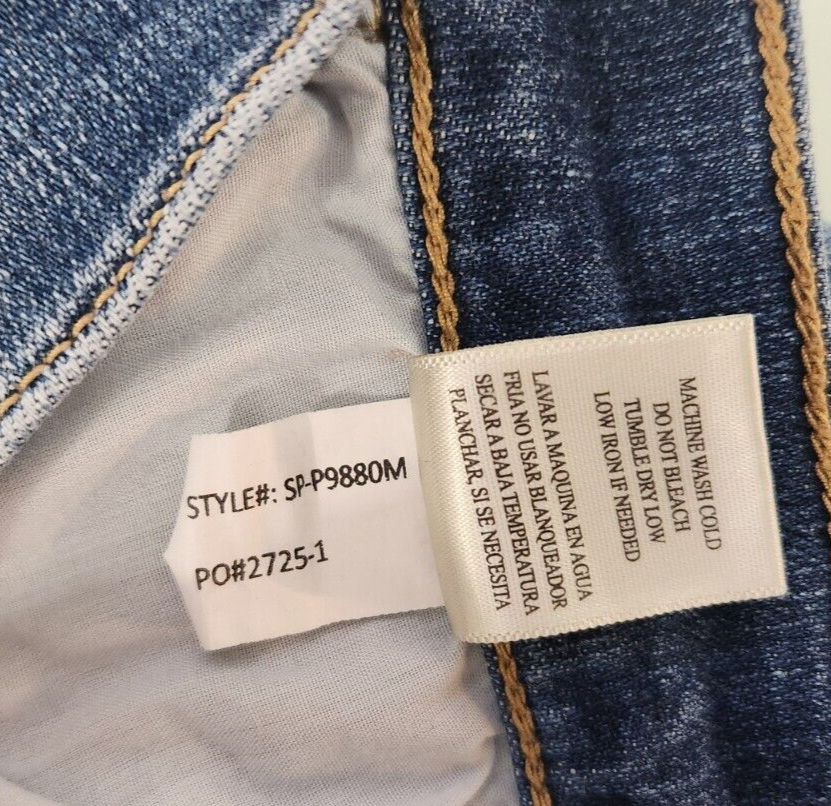 STYLE#: SP-P9880M
PO#2725-1
MACHINE WASH COLD
DO NOT BLEACH
TUMBLE DRY LOW
LOW IRON IF NEEDED
LAVAR A MAQUINA EN AGUA
FRIA NO USAR BLANQUEADOR
SECAR A BAJA TEMPERATURA
PLANCHAR, SI SE NECESITA